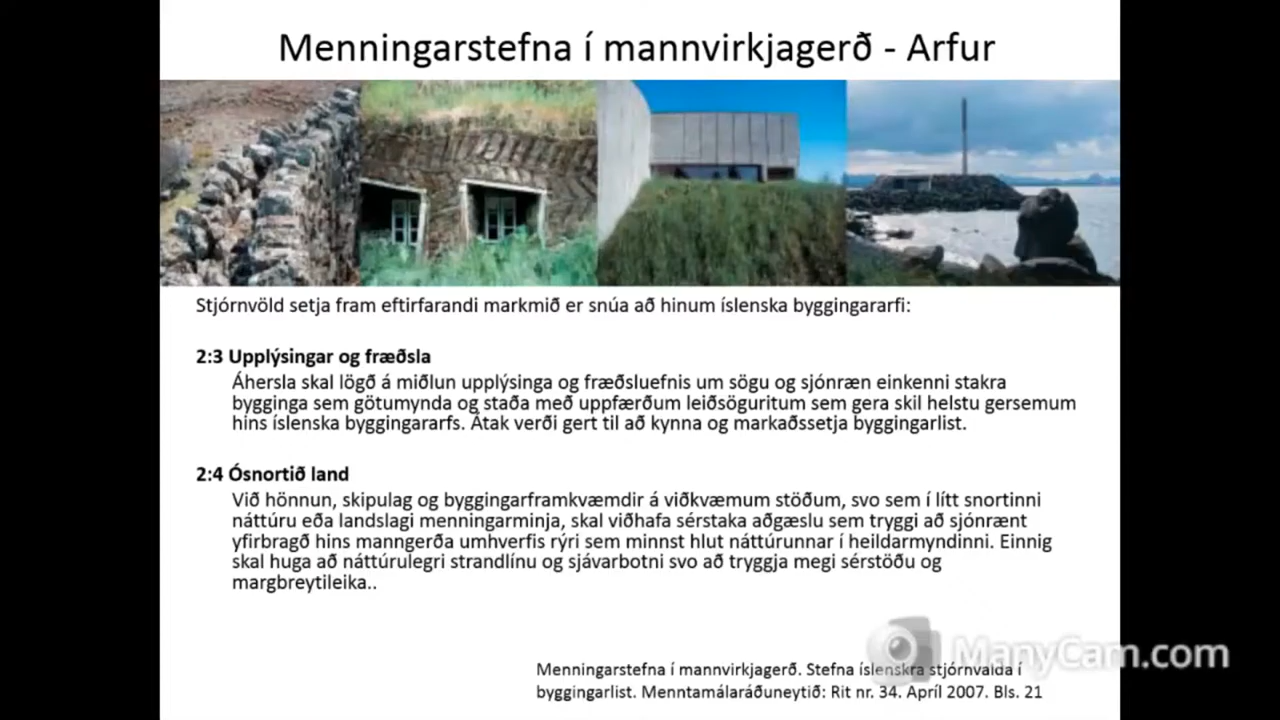 Menningarstefna í mannvirkjagerð - Arfur
Stjórnvöld setja fram eftirfarandi markmið er snúa að hinum íslenska byggingararfi:
2:3 Upplýsingar og fræðsla
Áhersla skal lögð á miðlun upplýsinga og fræðsluefnis um sögu og sjónræn einkenni stakra
bygginga sem götumynda og staða með uppfærðum leiðsöguritum sem gera skil helstu gersemum
hins íslenska byggingararfs. Átak verði gert til að kynna og markaðssetja byggingarlist.
2:4 Ósnortið land
Við hönnun, skipulag og byggingarframkvæmdir á viðkvæmum stöðum, svo sem í lítt snortinni
náttúru eða landslagi menningarminja, skal viðhafa sérstaka aðgæslu sem tryggi að sjónrænt
yfirbragð hins manngerða umhverfis rýri sem minnst hlut náttúrunnar í heildarmyndinni. Einnig
skal huga að náttúrulegri strandlínu og sjávarbotni svo að tryggja megi sérstöðu og
margbreytileika..
ManyCam.com
Menningarstefna í mannvirkjagerð. Stefna íslenskra stjórnvalda í
byggingarlist. Menntamálaráðuneytið: Rit nr. 34. Apríl 2007. Bls. 21